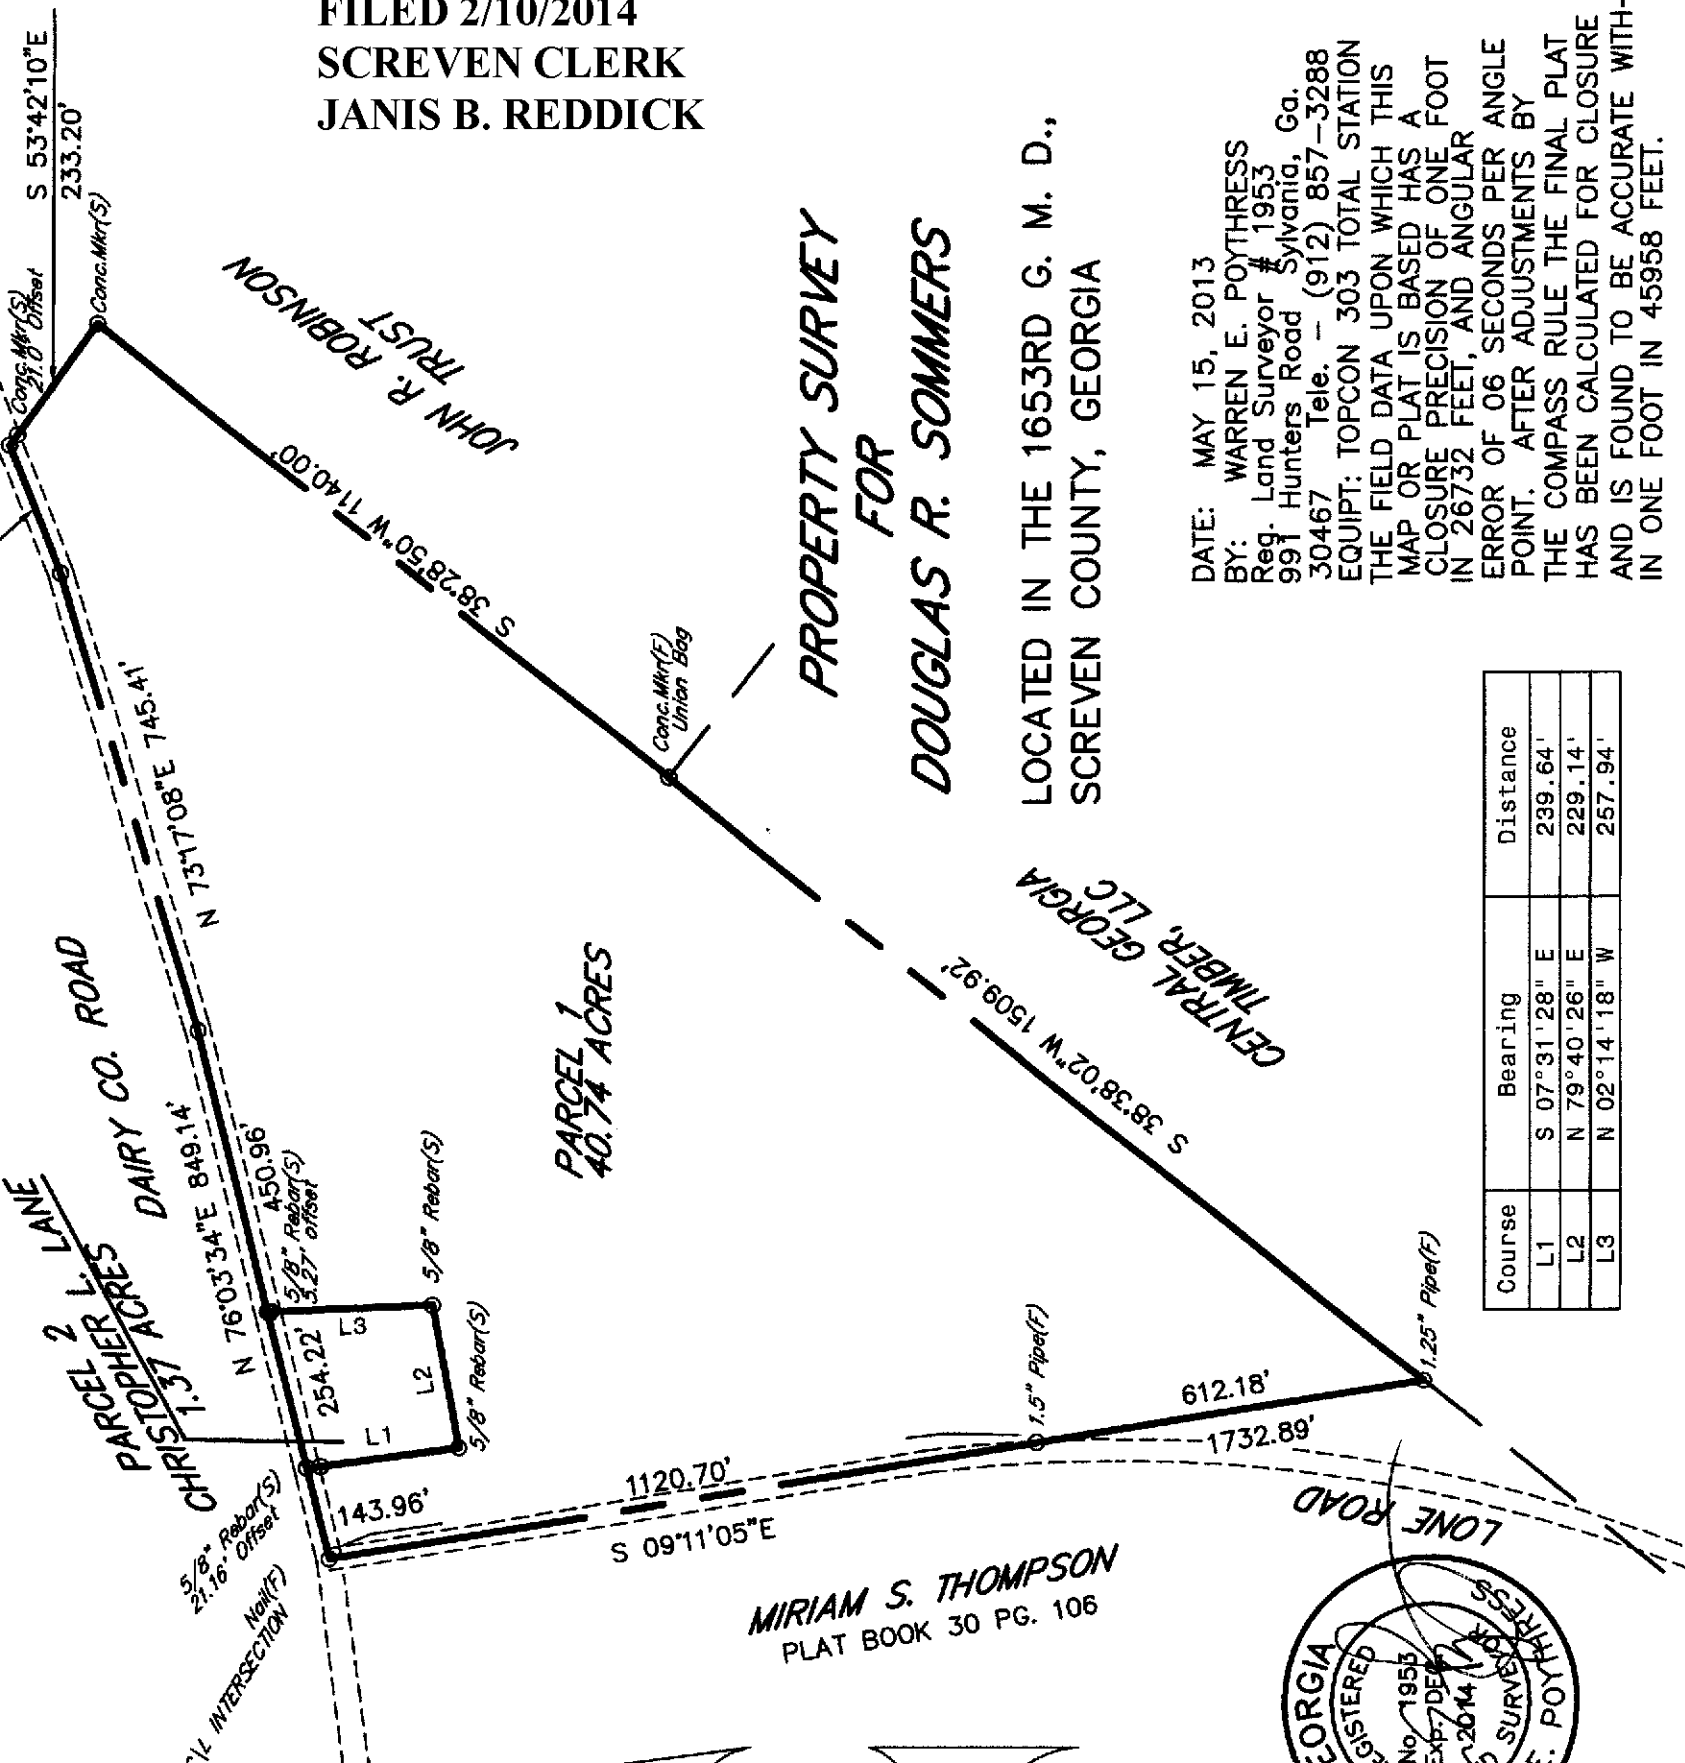 FILED 2/10/2014
SCREVEN CLERK
JANIS B. REDDICK
S 53°42'10"E
233.20'
Conc.Mkr(S)
21.0' Offset
Conc.Mkr(S)
JOHN R. ROBINSON
TRUST
S 38°28'50"W 1140.00'
N 73°17'08"E 745.41'
Conc.Mkr(F)
Union Bag
PROPERTY SURVEY
FOR
DOUGLAS R. SOMMERS
LOCATED IN THE 1653RD G. M. D.,
SCREVEN COUNTY, GEORGIA
DATE: MAY 15, 2013
BY: WARREN E. POYTHRESS
Reg. Land Surveyor # 1953
991 Hunters Road Sylvania, Ga.
30467 Tele. - (912) 857-3288
EQUIPT: TOPCON 303 TOTAL STATION
THE FIELD DATA UPON WHICH THIS
MAP OR PLAT IS BASED HAS A
CLOSURE PRECISION OF ONE FOOT
IN 26732 FEET, AND ANGULAR
ERROR OF 06 SECONDS PER ANGLE
POINT. AFTER ADJUSTMENTS BY
THE COMPASS RULE THE FINAL PLAT
HAS BEEN CALCULATED FOR CLOSURE
AND IS FOUND TO BE ACCURATE WITH-
IN ONE FOOT IN 45958 FEET.
DAIRY CO. ROAD
PARCEL 2
CHRISTOPHER L. LANE
1.37 ACRES
N 76°03'34"E 849.14'
450.96'
5/8" Rebar(S)
5.27' offset
254.22'
L3
5/8" Rebar(S)
L2
L1
5/8" Rebar(S)
5/8" Rebar(S)
21.16' Offset
Nail(F)
C/L INTERSECTION
143.96'
PARCEL 1
40.74 ACRES
CENTRAL GEORGIA
TIMBER, LLC
S 38°38'02"W 1509.92'
1.5" Pipe(F)
1.25" Pipe(F)
612.18'
1732.89'
1120.70'
S 09°11'05"E
LONE ROAD
MIRIAM S. THOMPSON
PLAT BOOK 30 PG. 106
Course Bearing Distance
L1 S 07°31'28" E 239.64'
L2 N 79°40'26" E 229.14'
L3 N 02°14'18" W 257.94'
EORGIA
EGISTERED
No. 1953
Exp. DEC
2014
SURVEYOR
E. POYTHRESS